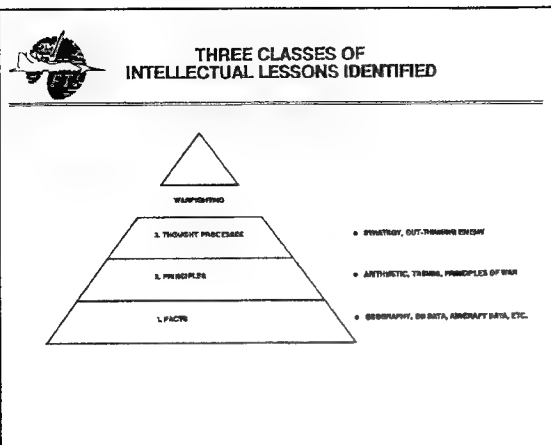 THREE CLASSES OF
INTELLECTUAL LESSONS IDENTIFIED
WARFIGHTING
3. THOUGHT PROCESSES
• STRATEGY, OUT-THINKING ENEMY
2. PRINCIPLES
• ARITHMETIC, TRENDS, PRINCIPLES OF WAR
1. FACTS
• GEOGRAPHY, DATA, AIRCRAFT DATA, ETC.